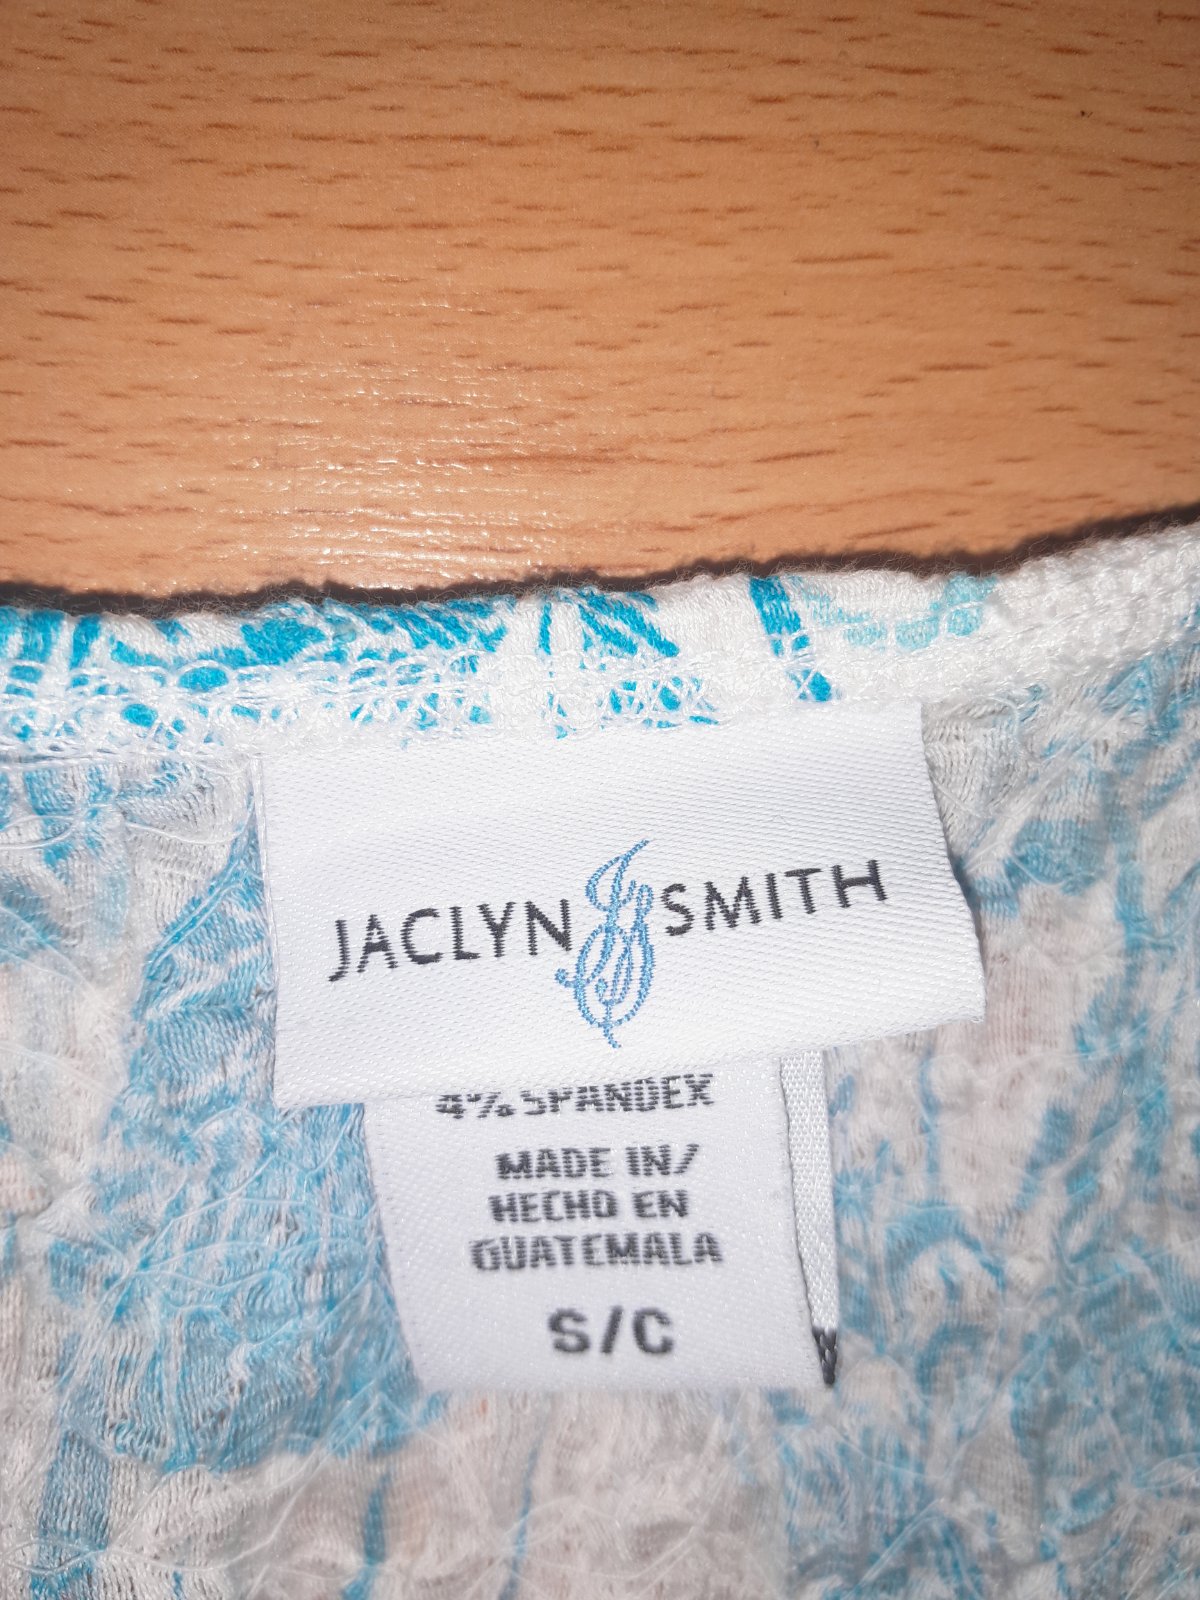 JACLYN SMITH
4% SPANDEX
MADE IN/
HECHO EN
GUATEMALA
S/C